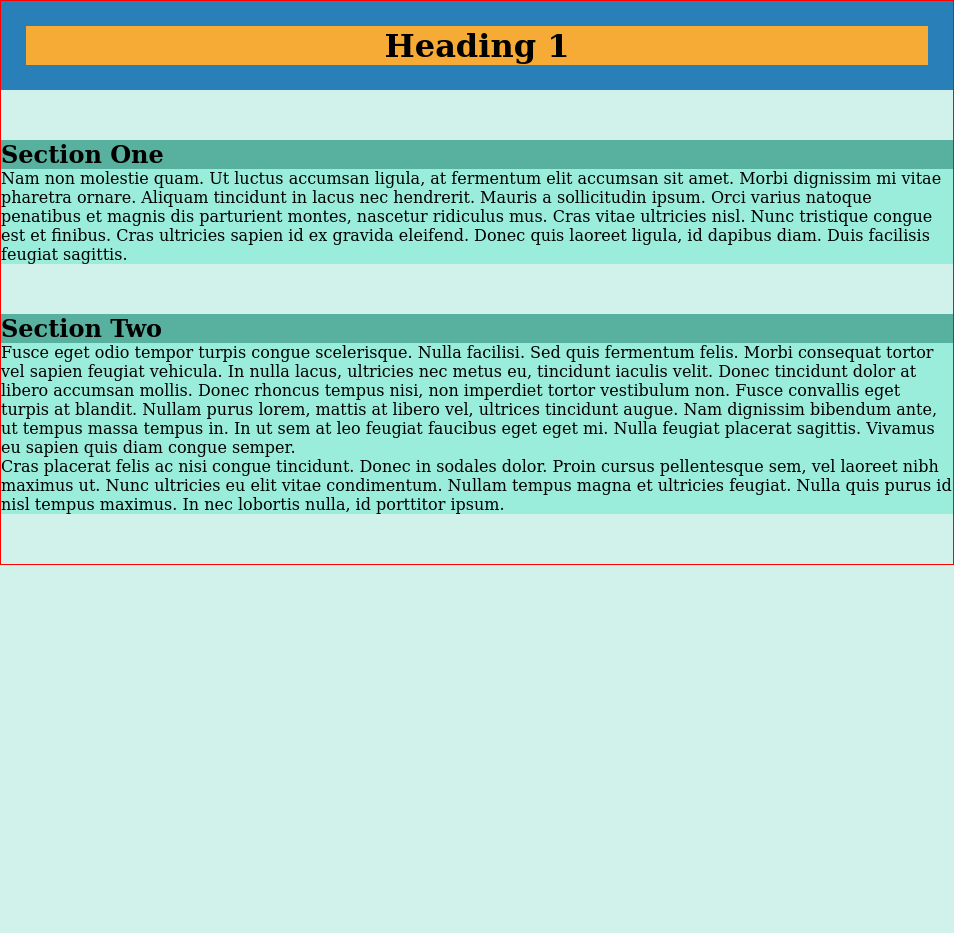 Heading 1
Section One
Nam non molestie quam. Ut luctus accumsan ligula, at fermentum elit accumsan sit amet. Morbi dignissim mi vitae
pharetra ornare. Aliquam tincidunt in lacus nec hendrerit. Mauris a sollicitudin ipsum. Orci varius natoque
penatibus et magnis dis parturient montes, nascetur ridiculus mus. Cras vitae ultricies nisl. Nunc tristique congue
est et finibus. Cras ultricies sapien id ex gravida eleifend. Donec quis laoreet ligula, id dapibus diam. Duis facilisis
feugiat sagittis.
Section Two
Fusce eget odio tempor turpis congue scelerisque. Nulla facilisi. Sed quis fermentum felis. Morbi consequat tortor
vel sapien feugiat vehicula. In nulla lacus, ultricies nec metus eu, tincidunt iaculis velit. Donec tincidunt dolor at
libero accumsan mollis. Donec rhoncus tempus nisi, non imperdiet tortor vestibulum non. Fusce convallis eget
turpis at blandit. Nullam purus lorem, mattis at libero vel, ultrices tincidunt augue. Nam dignissim bibendum ante,
ut tempus massa tempus in. In ut sem at leo feugiat faucibus eget eget mi. Nulla feugiat placerat sagittis. Vivamus
eu sapien quis diam congue semper.
Cras placerat felis ac nisi congue tincidunt. Donec in sodales dolor. Proin cursus pellentesque sem, vel laoreet nibh
maximus ut. Nunc ultricies eu elit vitae condimentum. Nullam tempus magna et ultricies feugiat. Nulla quis purus id
nisl tempus maximus. In nec lobortis nulla, id porttitor ipsum.